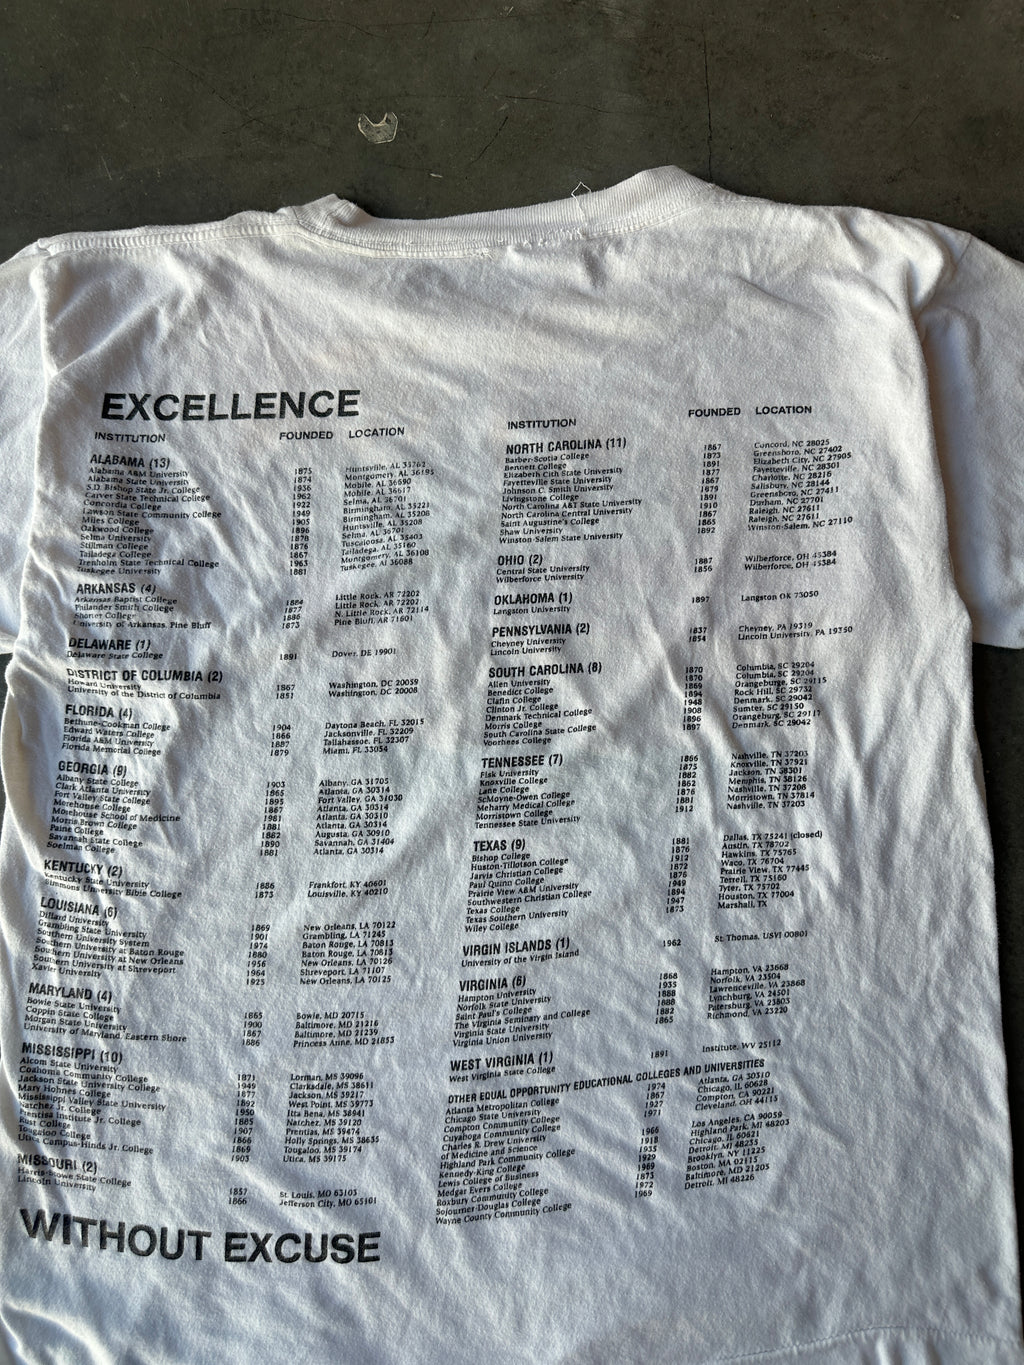 EXCELLENCE
INSTITUTION FOUNDED LOCATION
ALABAMA (13)
Alabama A&M University 1875 Huntsville, AL 35762
Alabama State University 1874 Montgomery, AL 36195
S.D. Bishop State Jr. College 1936 Mobile, AL 36690
Carver State Technical College 1962 Mobile, AL 36617
Concordia College 1922 Selma, AL 36701
Lawson State Community College 1949 Birmingham, AL 35221
Miles College 1905 Birmingham, AL 35208
Oakwood College 1896 Huntsville, AL 35208
Selma University 1878 Selma, AL 36701
Stillman College 1876 Tuscaloosa, AL 35403
Talladega College 1867 Talladega, AL 35160
Trenholm State Technical College 1963 Montgomery, AL 36108
Tuskegee University 1881 Tuskegee, Al 36088
ARKANSAS (4)
Arkansas Baptist College 1884 Little Rock, AR 72202
Philander Smith College 1877 Little Rock, AR 72202
Shorter College 1886 N. Little Rock, AR 72114
University of Arkansas, Pine Bluff 1873 Pine Bluff, AR 71601
DELAWARE (1)
Delaware State College 1891 Dover, DE 19901
DISTRICT OF COLUMBIA (2)
Howard University 1867 Washington, DC 20059
University of the District of Columbia 1851 Washington, DC 20008
FLORIDA (4)
Bethune-Cookman College 1904 Daytona Beach, FL 32015
Edward Waters College 1866 Jacksonville, FL 32209
Florida A&M University 1887 Tallahassee, FL 32307
Florida Memorial College 1879 Miami, FL 33054
GEORGIA (9)
Albany State College 1903 Albany, GA 31705
Clark Atlanta University 1865 Atlanta, GA 30314
Fort Valley State College 1895 Fort Valley, GA 31030
Morehouse College 1867 Atlanta, GA 30314
Morehouse School of Medicine 1981 Atlanta, GA 30310
Morris Brown College 1881 Atlanta, GA 30314
Paine College 1882 Augusta, GA 30910
Savannah State College 1890 Savannah, GA 31404
Spelman College 1881 Atlanta, GA 30314
KENTUCKY (2)
Kentucky State University 1886 Frankfort, KY 40601
Simmons University Bible College 1873 Louisville, KY 40210
LOUISIANA (6)
Dillard University 1869 New Orleans, LA 70122
Grambling State University 1901 Grambling, LA 71245
Southern University System 1974 Baton Rouge, LA 70813
Southern University at Baton Rouge 1880 Baton Rouge, LA 70813
Southern University at New Orleans 1956 New Orleans, LA 70126
Southern University at Shreveport 1964 Shreveport, LA 71107
Xavier University 1925 New Orleans, LA 70125
MARYLAND (4)
Bowie State University 1865 Bowie, MD 20715
Coppin State College 1900 Baltimore, MD 21216
Morgan State University 1867 Baltimore, MD 21239
University of Maryland, Eastern Shore 1886 Princess Anne, MD 21853
MISSISSIPPI (10)
Alcorn State University 1871 Lorman, MS 39096
Coahoma Community College 1949 Clarksdale, MS 38611
Jackson State University 1877 Jackson, MS 39217
Mary Holmes College 1892 West Point, MS 39773
Mississippi Valley State University 1950 Itta Bena, MS 38941
Natchez Jr. College 1885 Natchez, MS 39120
Prentiss Institute Jr. College 1907 Prentiss, MS 39474
Rust College 1866 Holly Springs, MS 38635
Tougaloo College 1869 Tougaloo, MS 39174
Utica Campus-Hinds Jr. College 1903 Utica, MS 39175
MISSOURI (2)
Harris-Stowe State College 1857 St. Louis, MO 63103
Lincoln University 1866 Jefferson City, MO 65101
WITHOUT EXCUSE
INSTITUTION FOUNDED LOCATION
NORTH CAROLINA (11)
Barber-Scotia College 1867 Concord, NC 28025
Bennett College 1873 Greensboro, NC 27402
Elizabeth Cith State University 1891 Elizabeth City, NC 27905
Fayetteville State University 1877 Fayetteville, NC 28301
Johnson C. Smith University 1867 Charlotte, NC 28216
Livingstone College 1879 Salisbury, NC 28144
North Carolina A&T State University 1891 Greensboro, NC 27411
North Carolina Central University 1910 Durham, NC 27701
Saint Augustine's College 1867 Raleigh, NC 27611
Shaw University 1865 Raleigh, NC 27611
Winston-Salem State University 1892 Winston-Salem, NC 27110
OHIO (2)
Central State University 1887 Wilberforce, OH 45384
Wilberforce University 1856 Wilberforce, OH 45384
OKLAHOMA (1)
Langston University 1897 Langston OK 73050
PENNSYLVANIA (2)
Cheyney University 1837 Cheyney, PA 19319
Lincoln University 1854 Lincoln University, PA 19350
SOUTH CAROLINA (8)
Allen University 1870 Columbia, SC 29204
Benedict College 1870 Columbia, SC 29204
Claflin College 1869 Orangeburg, SC 29115
Clinton Jr. College 1894 Rock Hill, SC 29732
Denmark Technical College 1948 Denmark, SC 29042
Morris College 1908 Sumter, SC 29150
South Carolina State College 1896 Orangeburg, SC 29117
Voorhees College 1897 Denmark, SC 29042
TENNESSEE (7)
Fisk University 1866 Nashville, TN 37203
Knoxville College 1875 Knoxville, TN 37921
Lane College 1882 Jackson, TN 38301
ScMoyne-Owen College 1862 Memphis, TN 38126
Meharry Medical College 1876 Nashville, TN 37208
Morristown College 1881 Morristown, TN 37814
Tennessee State University 1912 Nashville, TN 37203
TEXAS (9)
Bishop College 1881 Dallas, TX 75241 (closed)
Huston-Tillotson College 1876 Austin, TX 78702
Jarvis Christian College 1912 Hawkins, TX 75765
Paul Quinn College 1872 Waco, TX 76704
Prairie View A&M University 1876 Prairie View, TX 77445
Southwestern Christian College 1949 Terrell, TX 75160
Texas College 1894 Tyter, TX 75702
Texas Southern University 1947 Houston, TX 77004
Wiley College 1873 Marshall, TX
VIRGIN ISLANDS (1)
University of the Virgin Island 1962 St. Thomas, USVI 00801
VIRGINIA (6)
Hampton University 1868 Hampton, VA 23668
Norfolk State University 1935 Norfolk, VA 23504
Saint Paul's College 1888 Lawrenceville, VA 23868
The Virginia Seminary and College 1888 Lynchburg, VA 24501
Virginia State University 1882 Patersburg, VA 23803
Virginia Union University 1865 Richmond, VA 23220
WEST VIRGINIA (1)
West Virginia State College 1891 Institute, WV 25112
OTHER EQUAL OPPORTUNITY EDUCATIONAL COLLEGES AND UNIVERSITIES
Atlanta Metropolitan College 1974 Atlanta, GA 30310
Chicago State University 1867 Chicago, IL 60628
Compton Community College 1927 Compton, CA 90221
Cuyahoga Community College 1971 Cleveland, OH 44115
Charles R. Drew University
of Medicine and Science 1966 Los Angeles, CA 90059
Highland Park Community College 1918 Highland Park, MI 48203
Kennedy-King College 1935 Chicago, IL 60621
Lewis College of Business 1929 Detroit, MI 48235
Medgar Evers College 1969 Brooklyn, NY 11225
Roxbury Community College 1873 Boston, MA 02115
Sojourner-Douglas College 1972 Baltimore, MD 21205
Wayne County Community College 1969 Detroit, MI 48226